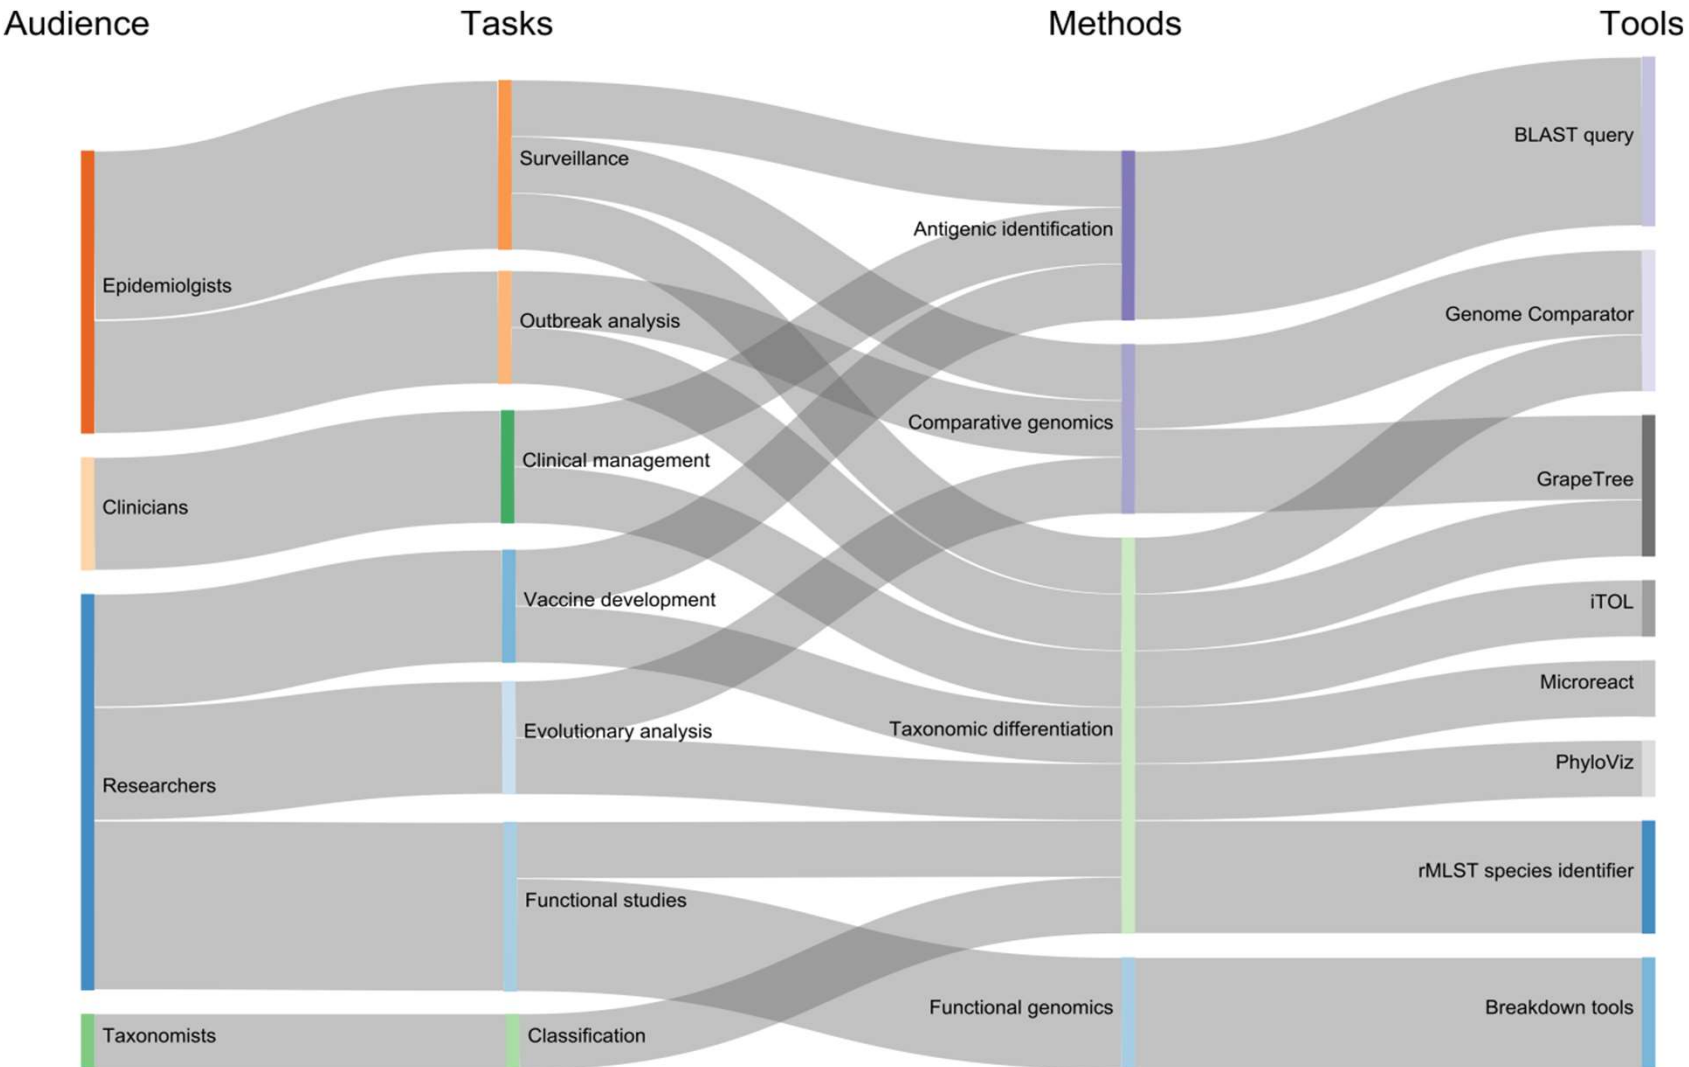 Audience
Tasks
Methods
Tools
Epidemiolgists
Clinicians
Researchers
Taxonomists
Surveillance
Outbreak analysis
Clinical management
Vaccine development
Evolutionary analysis
Functional studies
Classification
Antigenic identification
Comparative genomics
Taxonomic differentiation
Functional genomics
BLAST query
Genome Comparator
GrapeTree
iTOL
Microreact
PhyloViz
rMLST species identifier
Breakdown tools